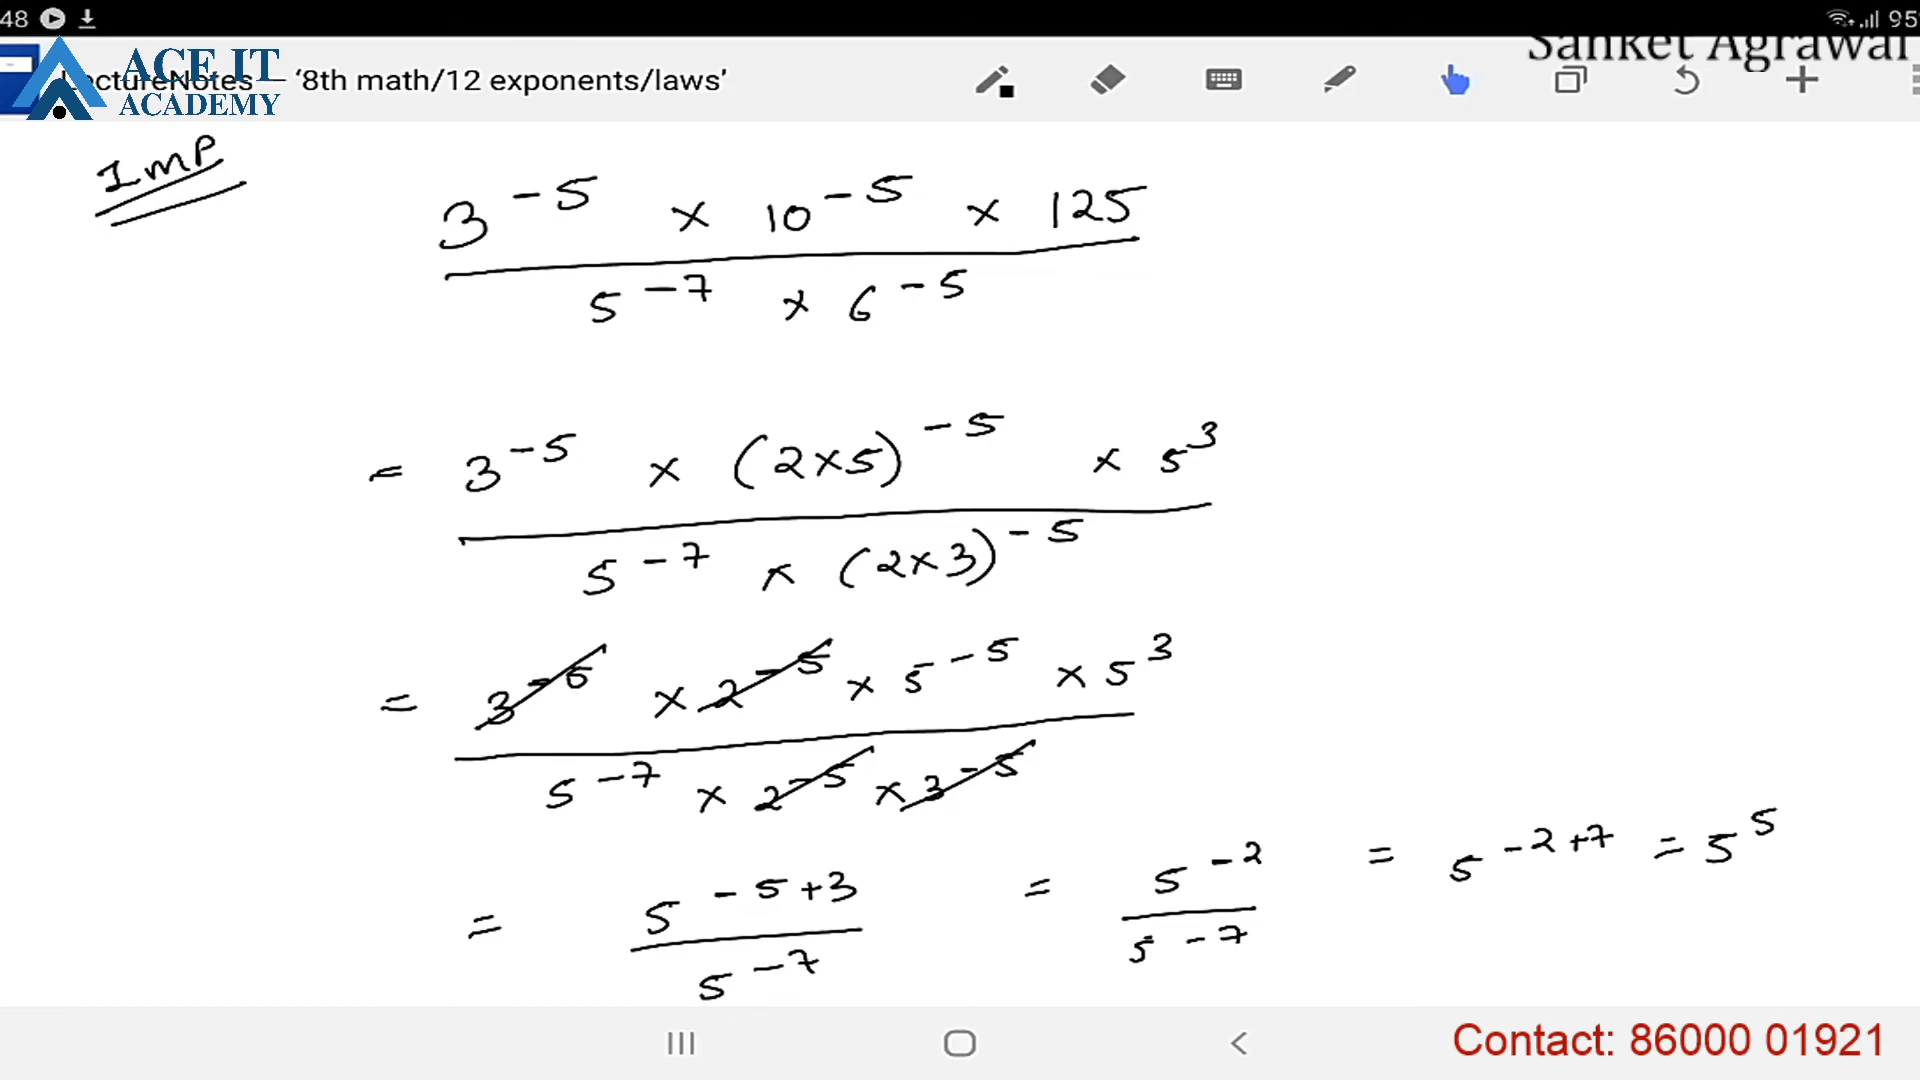 48 95
Sanket Agrawal
ACE IT
ACADEMY
LectureNotes – ‘8th math/12 exponents/laws’
Imp
3^-5 × 10^-5 × 125
5^-7 × 6^-5
= 3^-5 × (2×5)^-5 × 5^3
5^-7 × (2×3)^-5
= 3^-5 × 2^-5 × 5^-5 × 5^3
5^-7 × 2^-5 × 3^-5
= 5^-5+3 = 5^-2 = 5^-2+7 = 5^5
5^-7 5^-7
Contact: 86000 01921